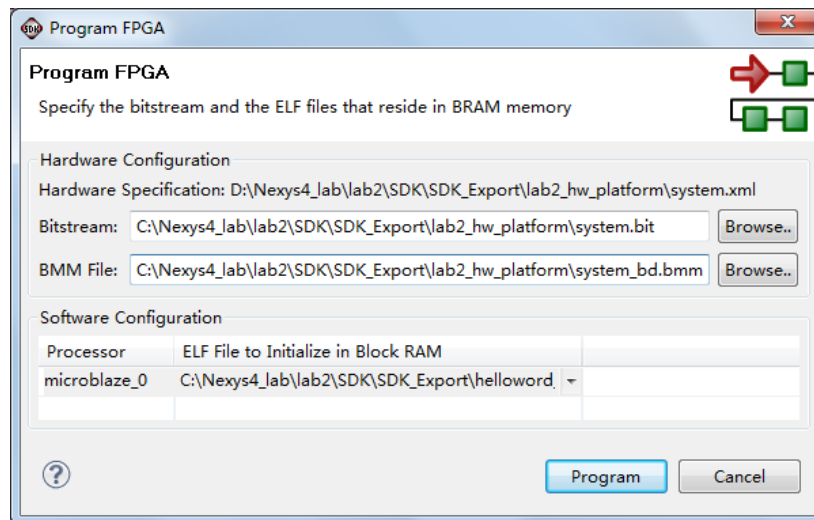 SDK Program FPGA
Program FPGA
Specify the bitstream and the ELF files that reside in BRAM memory
Hardware Configuration
Hardware Specification: D:\Nexys4_lab\lab2\SDK\SDK_Export\lab2_hw_platform\system.xml
Bitstream: C:\Nexys4_lab\lab2\SDK\SDK_Export\lab2_hw_platform\system.bit Browse..
BMM File: C:\Nexys4_lab\lab2\SDK\SDK_Export\lab2_hw_platform\system_bd.bmm Browse..
Software Configuration
Processor ELF File to Initialize in Block RAM
microblaze_0 C:\Nexys4_lab\lab2\SDK\SDK_Export\helloword_
? Program Cancel